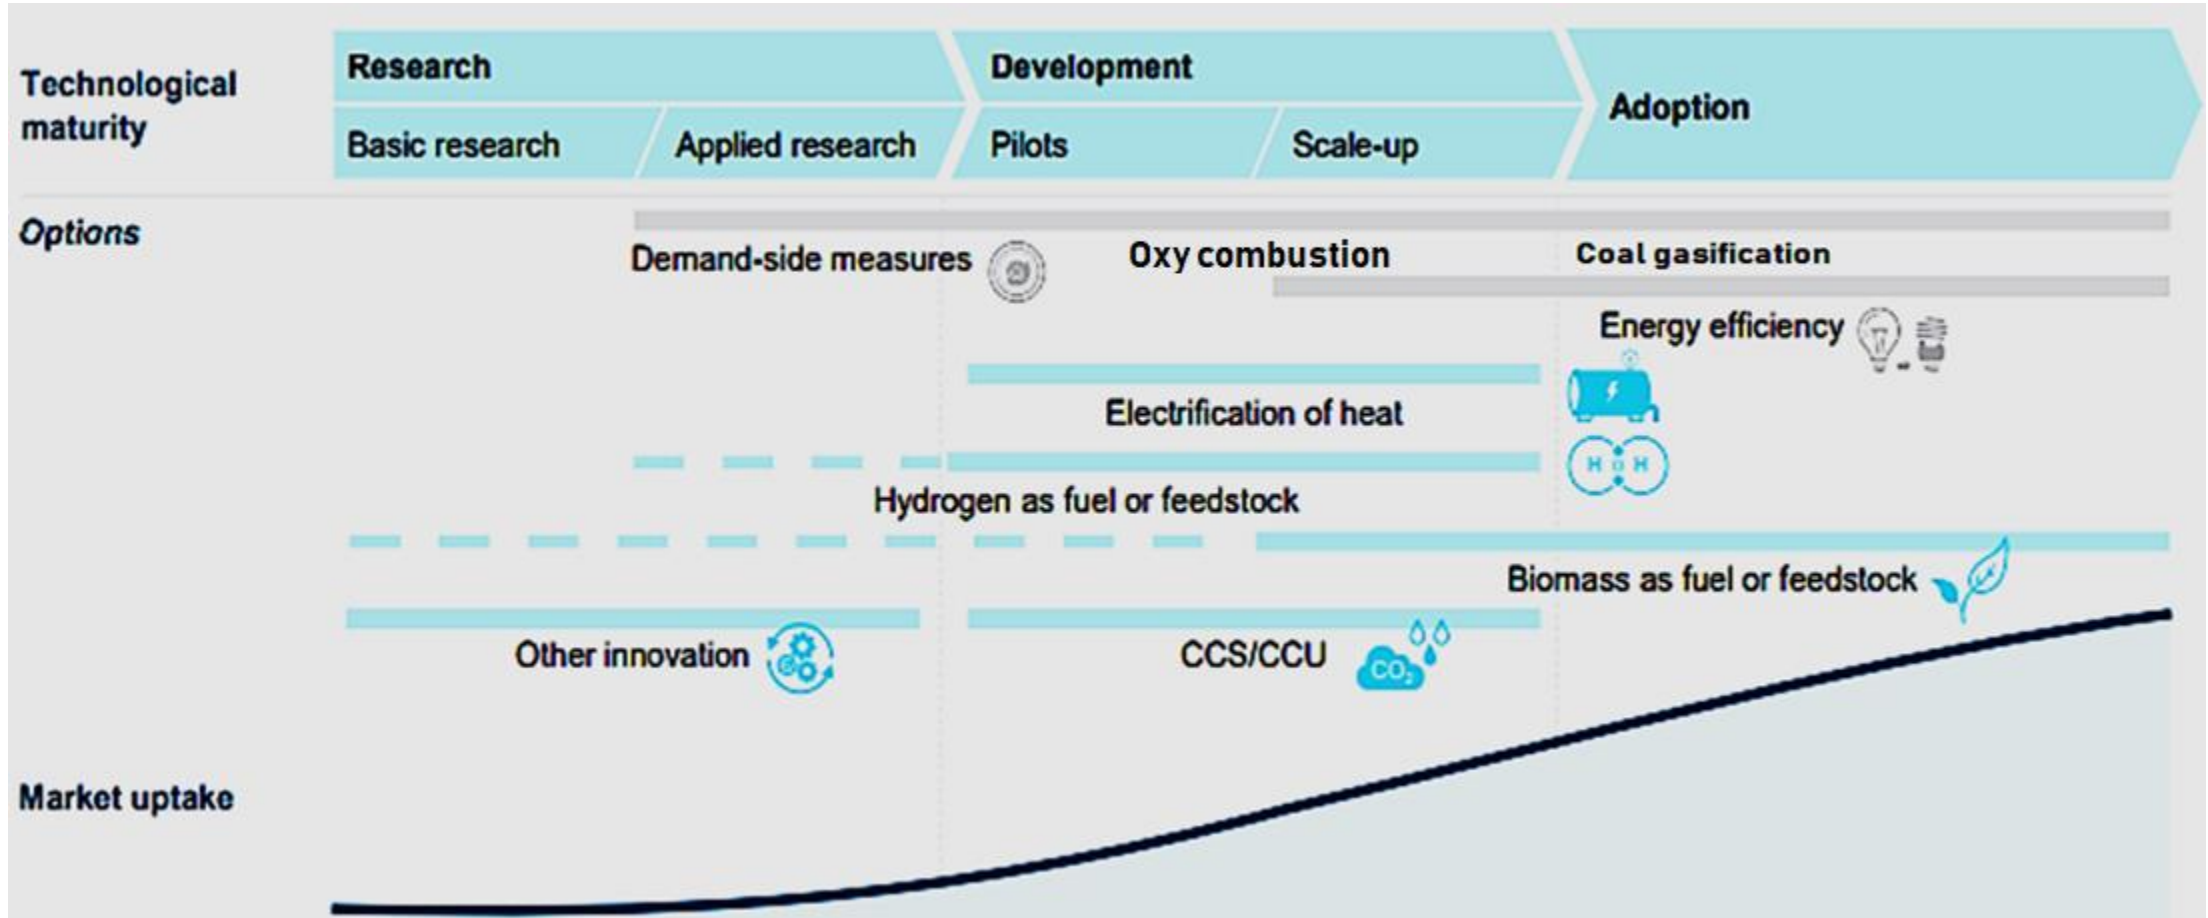 Technological
maturity
Research
Development
Adoption
Basic research
Applied research
Pilots
Scale-up
Options
Demand-side measures
Oxy combustion
Coal gasification
Energy efficiency
Electrification of heat
H O H
Hydrogen as fuel or feedstock
Biomass as fuel or feedstock
Other innovation
CCS/CCU
CO₂
Market uptake